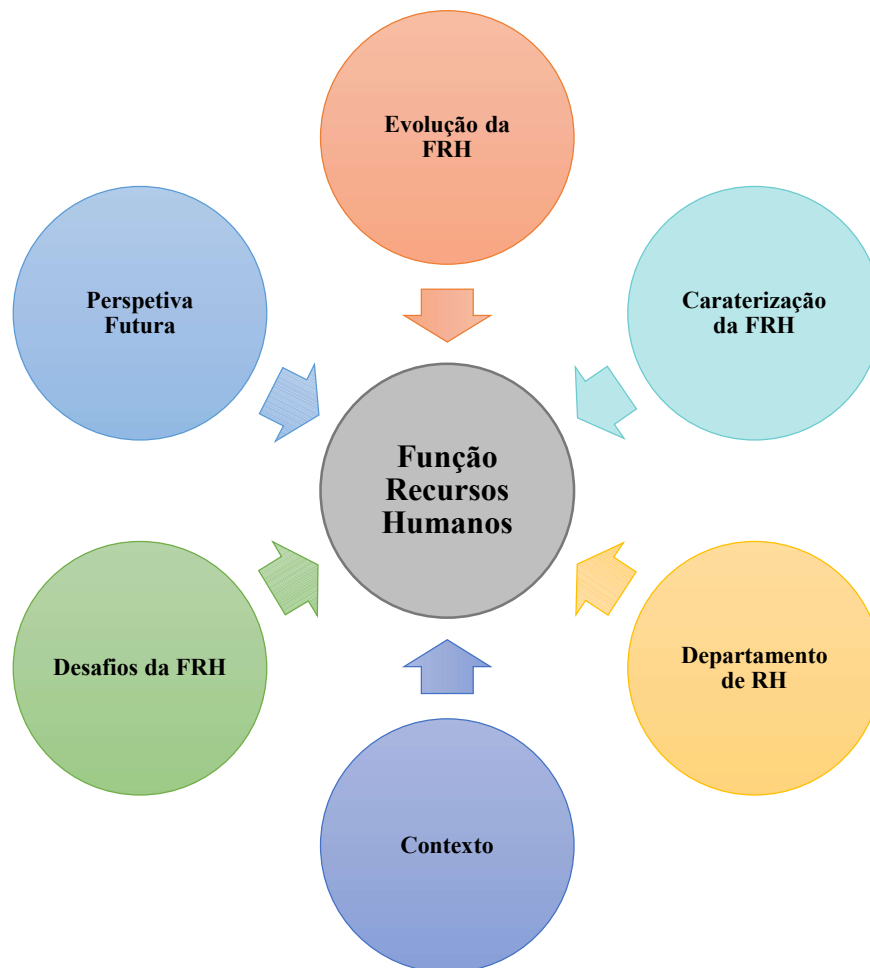 Evolução da
FRH
Perspetiva
Futura
Caraterização
da FRH
Função
Recursos
Humanos
Desafios da FRH
Departamento
de RH
Contexto